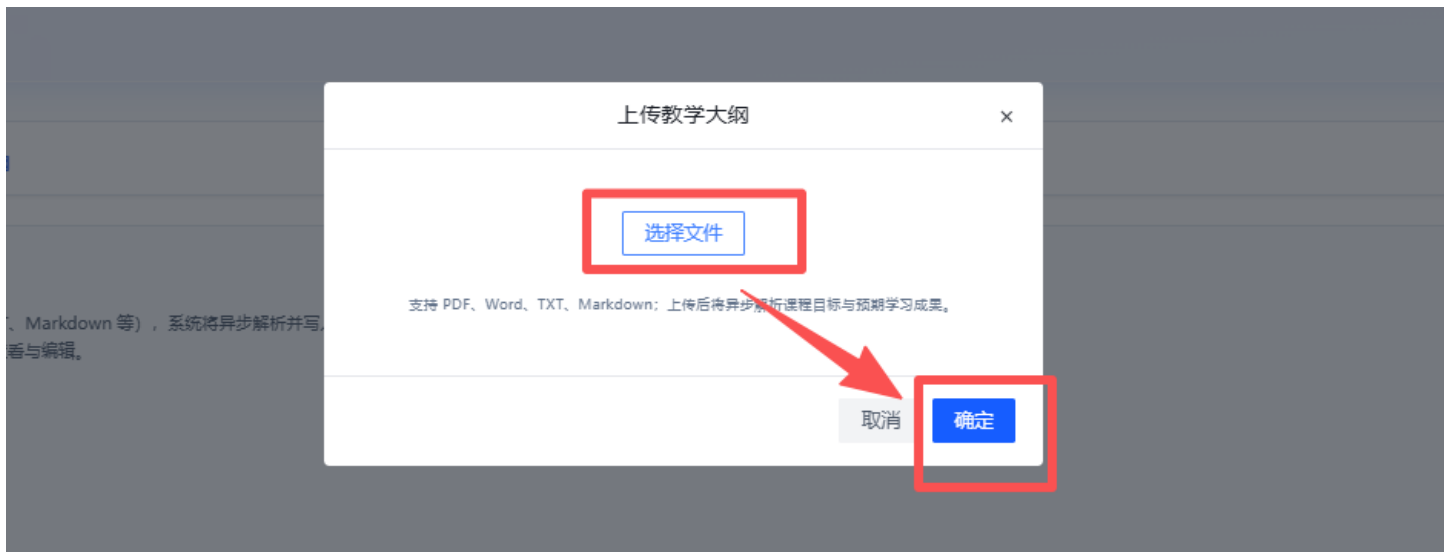 上传教学大纲
×
选择文件
支持 PDF、Word、TXT、Markdown；上传后将异步解析课程目标与预期学习成果。
、Markdown 等），系统将异步解析并写
看与编辑。
取消
确定